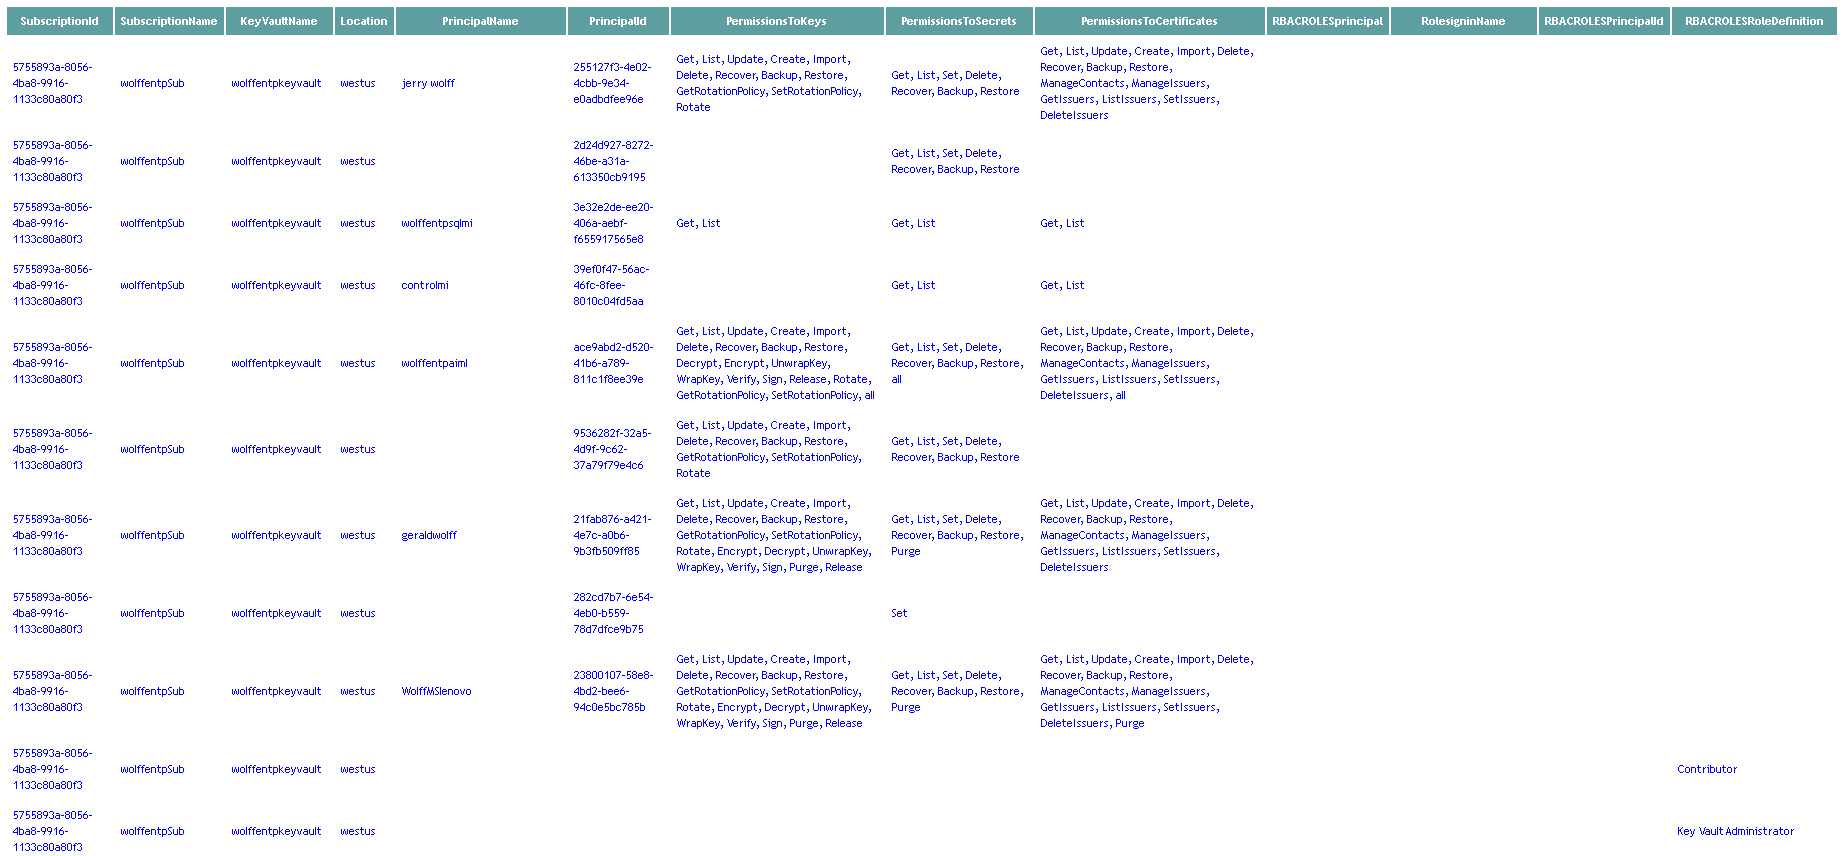 SubscriptionId SubscriptionName KeyVaultName Location PrincipalName PrincipalId PermissionsToKeys PermissionsToSecrets PermissionsToCertificates RBACROLESprincipal RolesigninName RBACROLESPrincipalId RBACROLESRoleDefinition
5755893a-8056-
4ba8-9916-
1133c80a80f3
wolffentpSub
wolffentpkeyvault
westus
jerry wolff
255127f3-4e02-
4cbb-9e34-
e0adbdfee96e
Get, List, Update, Create, Import,
Delete, Recover, Backup, Restore,
GetRotationPolicy, SetRotationPolicy,
Rotate
Get, List, Set, Delete,
Recover, Backup, Restore
Get, List, Update, Create, Import, Delete,
Recover, Backup, Restore,
ManageContacts, ManageIssuers,
GetIssuers, ListIssuers, SetIssuers,
DeleteIssuers
5755893a-8056-
4ba8-9916-
1133c80a80f3
wolffentpSub
wolffentpkeyvault
westus
2d24d927-8272-
46be-a31a-
613350cb9195
Get, List, Set, Delete,
Recover, Backup, Restore
5755893a-8056-
4ba8-9916-
1133c80a80f3
wolffentpSub
wolffentpkeyvault
westus
wolffentpsqlmi
3e32e2de-ee20-
406a-aebf-
f655917565e8
Get, List
Get, List
Get, List
5755893a-8056-
4ba8-9916-
1133c80a80f3
wolffentpSub
wolffentpkeyvault
westus
controlmi
39ef0f47-56ac-
46fc-8fee-
8010c04fd5aa
Get, List
Get, List
5755893a-8056-
4ba8-9916-
1133c80a80f3
wolffentpSub
wolffentpkeyvault
westus
wolffentpaiml
ace9abd2-d520-
41b6-a789-
811c1f8ee39e
Get, List, Update, Create, Import,
Delete, Recover, Backup, Restore,
Decrypt, Encrypt, UnwrapKey,
WrapKey, Verify, Sign, Release, Rotate,
GetRotationPolicy, SetRotationPolicy, all
Get, List, Set, Delete,
Recover, Backup, Restore,
all
Get, List, Update, Create, Import, Delete,
Recover, Backup, Restore,
ManageContacts, ManageIssuers,
GetIssuers, ListIssuers, SetIssuers,
DeleteIssuers, all
5755893a-8056-
4ba8-9916-
1133c80a80f3
wolffentpSub
wolffentpkeyvault
westus
9536282f-32a5-
4d9f-9c62-
37a79f79e4c6
Get, List, Update, Create, Import,
Delete, Recover, Backup, Restore,
GetRotationPolicy, SetRotationPolicy,
Rotate
Get, List, Set, Delete,
Recover, Backup, Restore
5755893a-8056-
4ba8-9916-
1133c80a80f3
wolffentpSub
wolffentpkeyvault
westus
geraldwolff
21fab876-a421-
4e7c-a0b6-
9b3fb509ff85
Get, List, Update, Create, Import,
Delete, Recover, Backup, Restore,
GetRotationPolicy, SetRotationPolicy,
Rotate, Encrypt, Decrypt, UnwrapKey,
WrapKey, Verify, Sign, Purge, Release
Get, List, Set, Delete,
Recover, Backup, Restore,
Purge
Get, List, Update, Create, Import, Delete,
Recover, Backup, Restore,
ManageContacts, ManageIssuers,
GetIssuers, ListIssuers, SetIssuers,
DeleteIssuers
5755893a-8056-
4ba8-9916-
1133c80a80f3
wolffentpSub
wolffentpkeyvault
westus
282cd7b7-6e54-
4eb0-b559-
78d7dfce9b75
Set
5755893a-8056-
4ba8-9916-
1133c80a80f3
wolffentpSub
wolffentpkeyvault
westus
WolffMSlenovo
23800107-58e8-
4bd2-bee6-
94c0e5bc785b
Get, List, Update, Create, Import,
Delete, Recover, Backup, Restore,
GetRotationPolicy, SetRotationPolicy,
Rotate, Encrypt, Decrypt, UnwrapKey,
WrapKey, Verify, Sign, Purge, Release
Get, List, Set, Delete,
Recover, Backup, Restore,
Purge
Get, List, Update, Create, Import, Delete,
Recover, Backup, Restore,
ManageContacts, ManageIssuers,
GetIssuers, ListIssuers, SetIssuers,
DeleteIssuers, Purge
5755893a-8056-
4ba8-9916-
1133c80a80f3
wolffentpSub
wolffentpkeyvault
westus
Contributor
5755893a-8056-
4ba8-9916-
1133c80a80f3
wolffentpSub
wolffentpkeyvault
westus
Key Vault Administrator